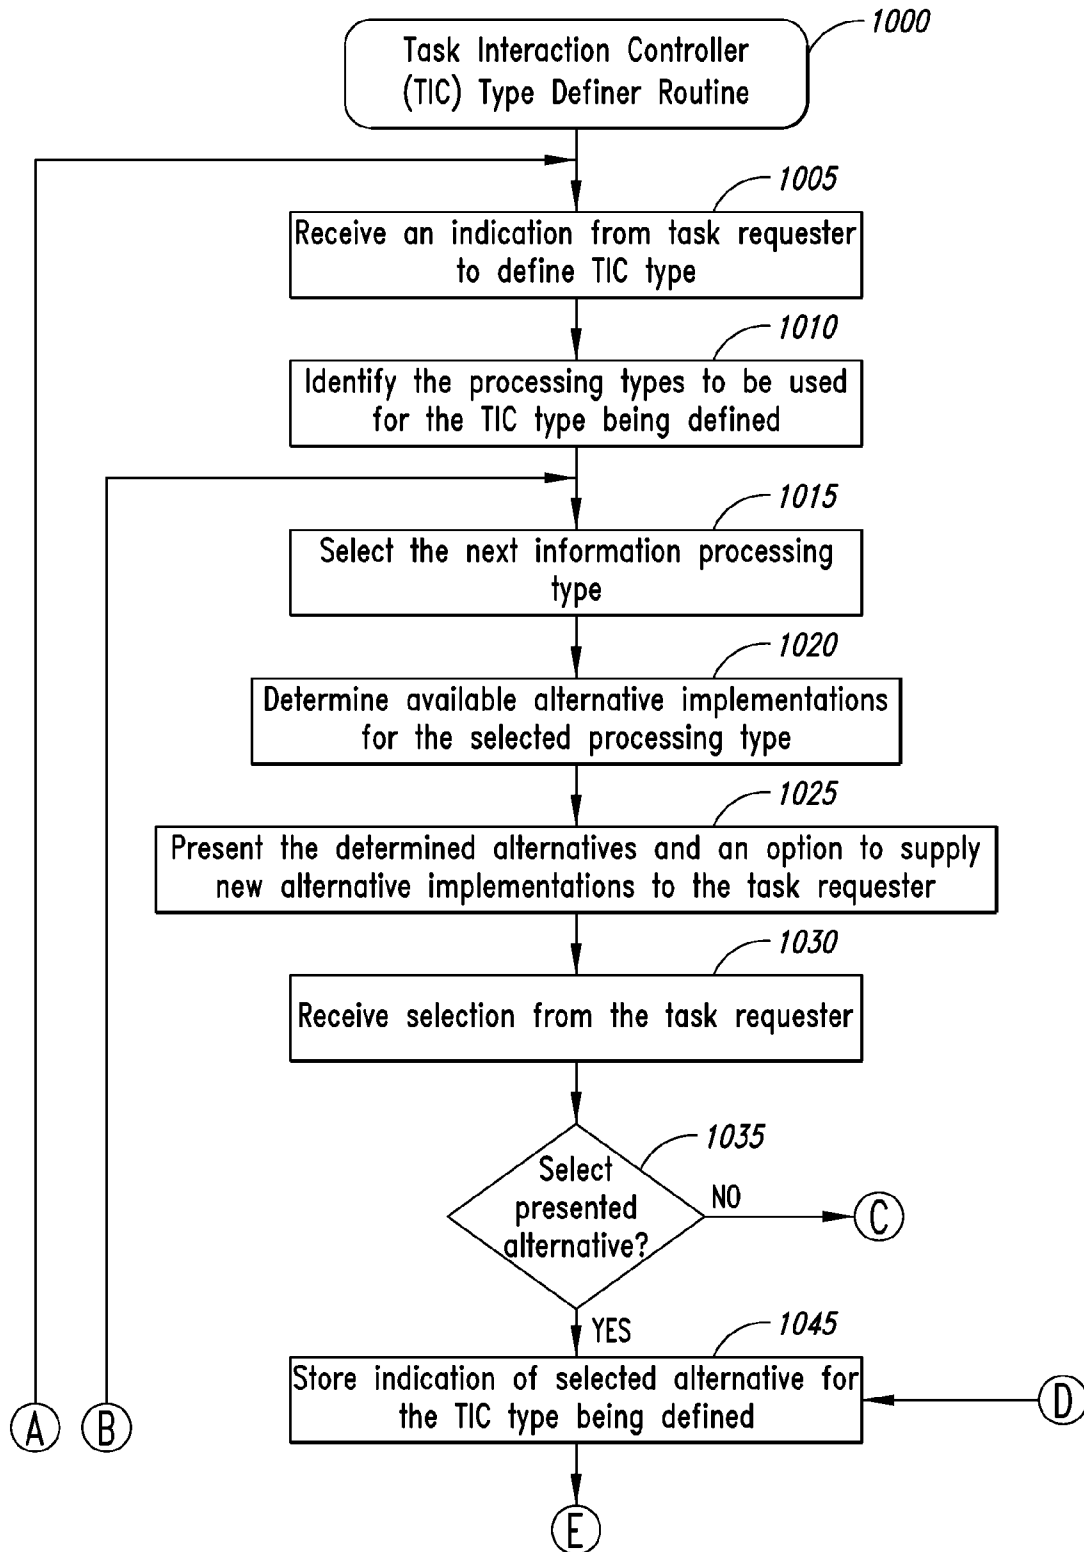 1000
Task Interaction Controller
(TIC) Type Definer Routine
1005
Receive an indication from task requester
to define TIC type
1010
Identify the processing types to be used
for the TIC type being defined
1015
Select the next information processing
type
1020
Determine available alternative implementations
for the selected processing type
1025
Present the determined alternatives and an option to supply
new alternative implementations to the task requester
1030
Receive selection from the task requester
1035
Select
presented
alternative?
NO
C
YES
1045
Store indication of selected alternative for
the TIC type being defined
D
A
B
E